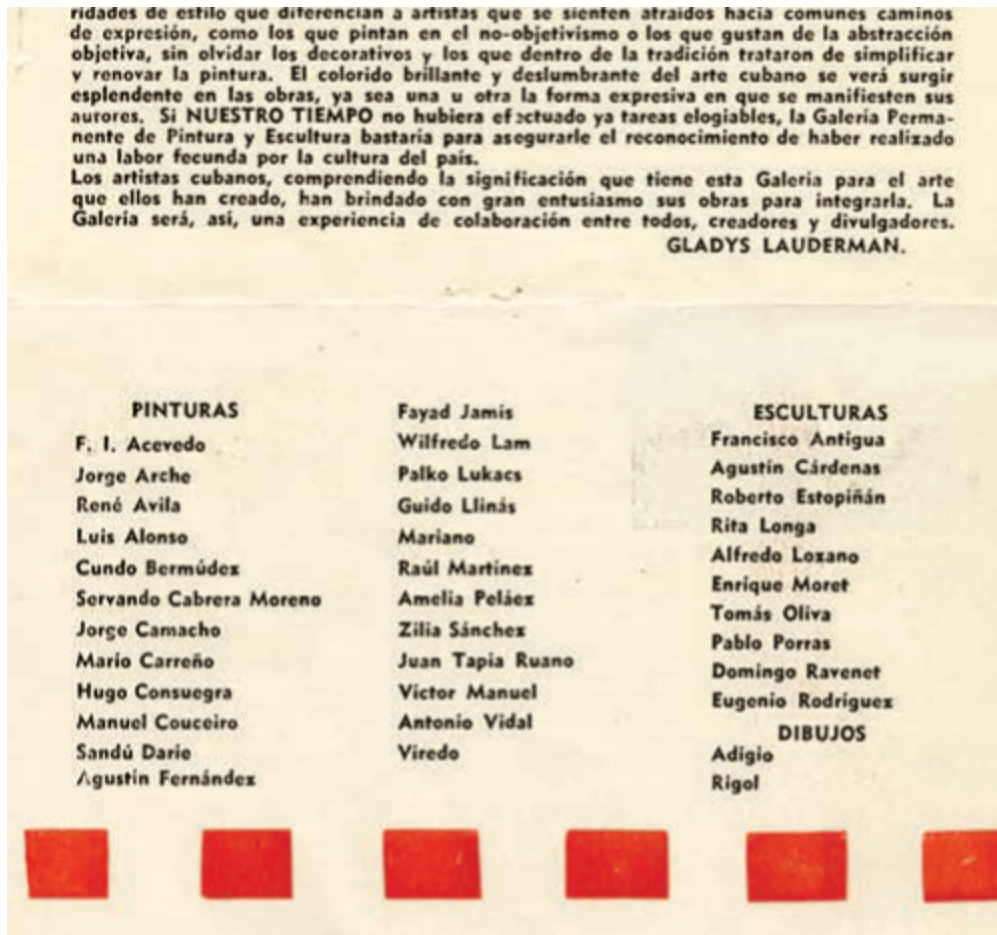 ridades de estilo que diferencian a artistas que se sienten atraídos hacia comunes caminos
de expresión, como los que pintan en el no-objetivismo o los que gustan de la abstracción
objetiva, sin olvidar los decorativos y los que dentro de la tradición trataron de simplificar
y renovar la pintura. El colorido brillante y deslumbrante del arte cubano se verá surgir
esplendente en las obras, ya sea una u otra la forma expresiva en que se manifiesten sus
autores. Si NUESTRO TIEMPO no hubiera efectuado ya tareas elogiables, la Galería Perma-
nente de Pintura y Escultura bastaría para asegurarle el reconocimiento de haber realizado
una labor fecunda por la cultura del país.
Los artistas cubanos, comprendiendo la significación que tiene esta Galería para el arte
que ellos han creado, han brindado con gran entusiasmo sus obras para integrarla. La
Galería será, así, una experiencia de colaboración entre todos, creadores y divulgadores.
GLADYS LAUDERMAN.
PINTURAS
F. I. Acevedo
Jorge Arche
René Avila
Luis Alonso
Cundo Bermúdez
Servando Cabrera Moreno
Jorge Camacho
Mario Carreño
Hugo Consuegra
Manuel Couceiro
Sandú Darie
Agustín Fernández
Fayad Jamís
Wilfredo Lam
Palko Lukacs
Guido Llinás
Mariano
Raúl Martínez
Amelia Peláez
Zilia Sánchez
Juan Tapia Ruano
Víctor Manuel
Antonio Vidal
Viredo
ESCULTURAS
Francisco Antigua
Agustín Cárdenas
Roberto Estopiñán
Rita Longa
Alfredo Lozano
Enrique Moret
Tomás Oliva
Pablo Porras
Domingo Ravenet
Eugenio Rodríguez
DIBUJOS
Adigio
Rigol